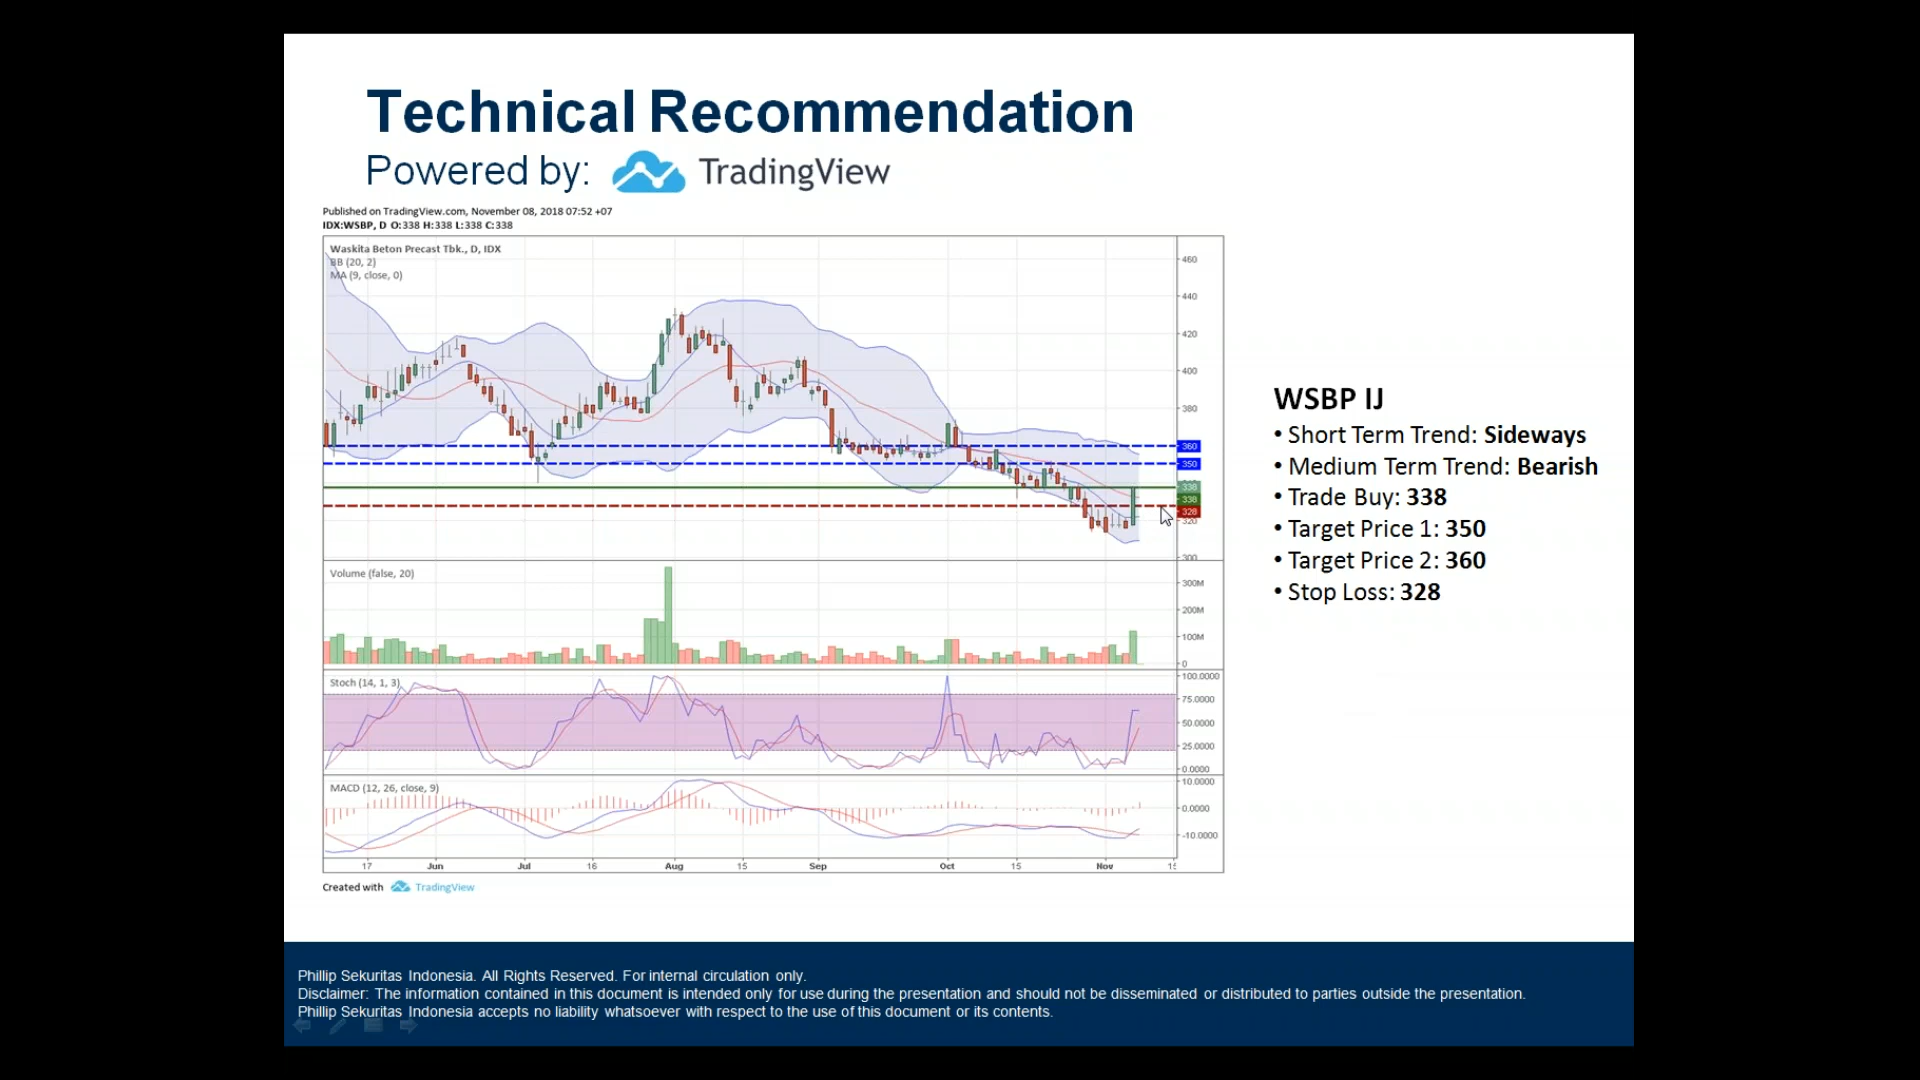 Technical Recommendation
Powered by: TradingView
Published on TradingView.com, November 08, 2018 07:52 +07
IDX:WSBP, D O:338 H:338 L:338 C:338
Waskita Beton Precast Tbk., D, IDX
BB (20, 2)
MA (9, close, 0)
460
440
420
400
380
360
350
338
338
328
320
300
Volume (false, 20)
300M
200M
100M
0
Stoch (14, 1, 3)
100.0000
75.0000
50.0000
25.0000
0.0000
MACD (12, 26, close, 9)
10.0000
0.0000
-10.0000
17 Jun Jul 16 Aug 15 Sep Oct 15 Nov
Created with TradingView
WSBP IJ
• Short Term Trend: Sideways
• Medium Term Trend: Bearish
• Trade Buy: 338
• Target Price 1: 350
• Target Price 2: 360
• Stop Loss: 328
Phillip Sekuritas Indonesia. All Rights Reserved. For internal circulation only.
Disclaimer: The information contained in this document is intended only for use during the presentation and should not be disseminated or distributed to parties outside the presentation.
Phillip Sekuritas Indonesia accepts no liability whatsoever with respect to the use of this document or its contents.